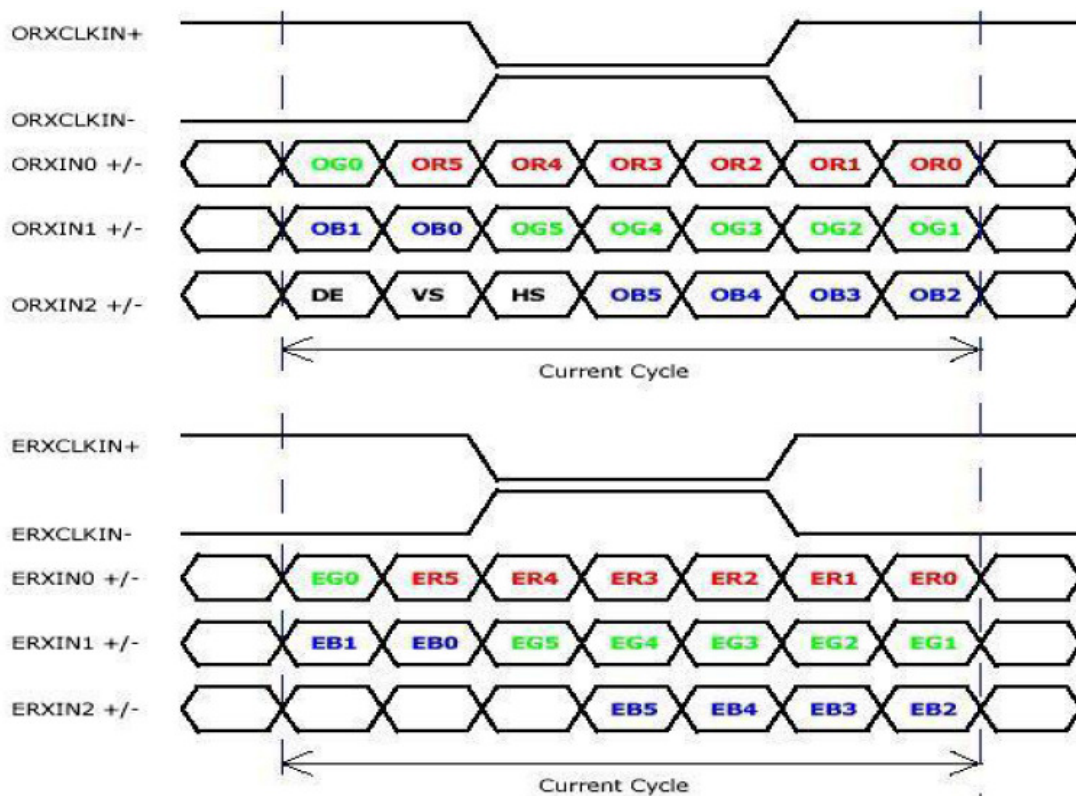 ORXCLKIN+
ORXCLKIN-
ORXIN0 +/- OG0 OR5 OR4 OR3 OR2 OR1 OR0
ORXIN1 +/- OB1 OB0 OG5 OG4 OG3 OG2 OG1
ORXIN2 +/- DE VS HS OB5 OB4 OB3 OB2
Current Cycle
ERXCLKIN+
ERXCLKIN-
ERXIN0 +/- EG0 ER5 ER4 ER3 ER2 ER1 ER0
ERXIN1 +/- EB1 EB0 EG5 EG4 EG3 EG2 EG1
ERXIN2 +/- EB5 EB4 EB3 EB2
Current Cycle